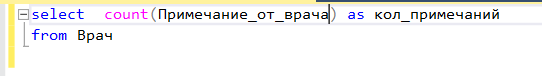 select  count(Примечание_от_врача) as кол_примечаний
from Врач